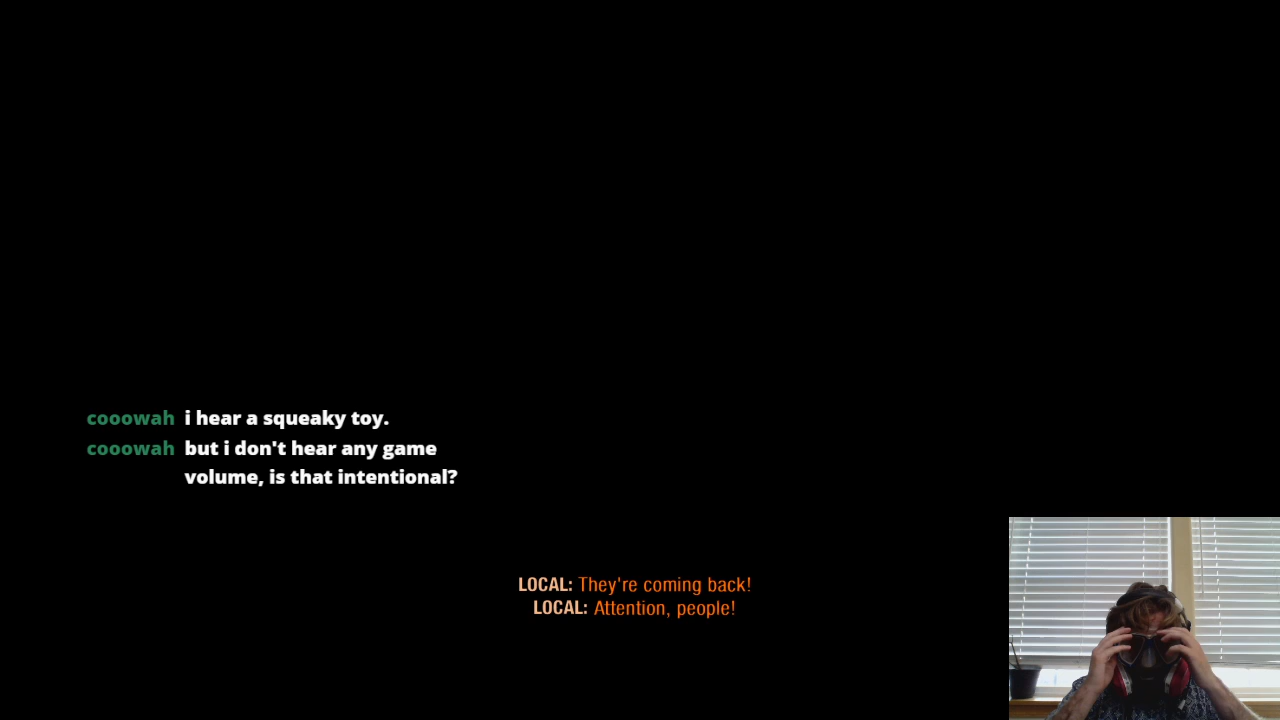 cooowah i hear a squeaky toy.
cooowah but i don't hear any game
volume, is that intentional?
LOCAL: They're coming back!
LOCAL: Attention, people!